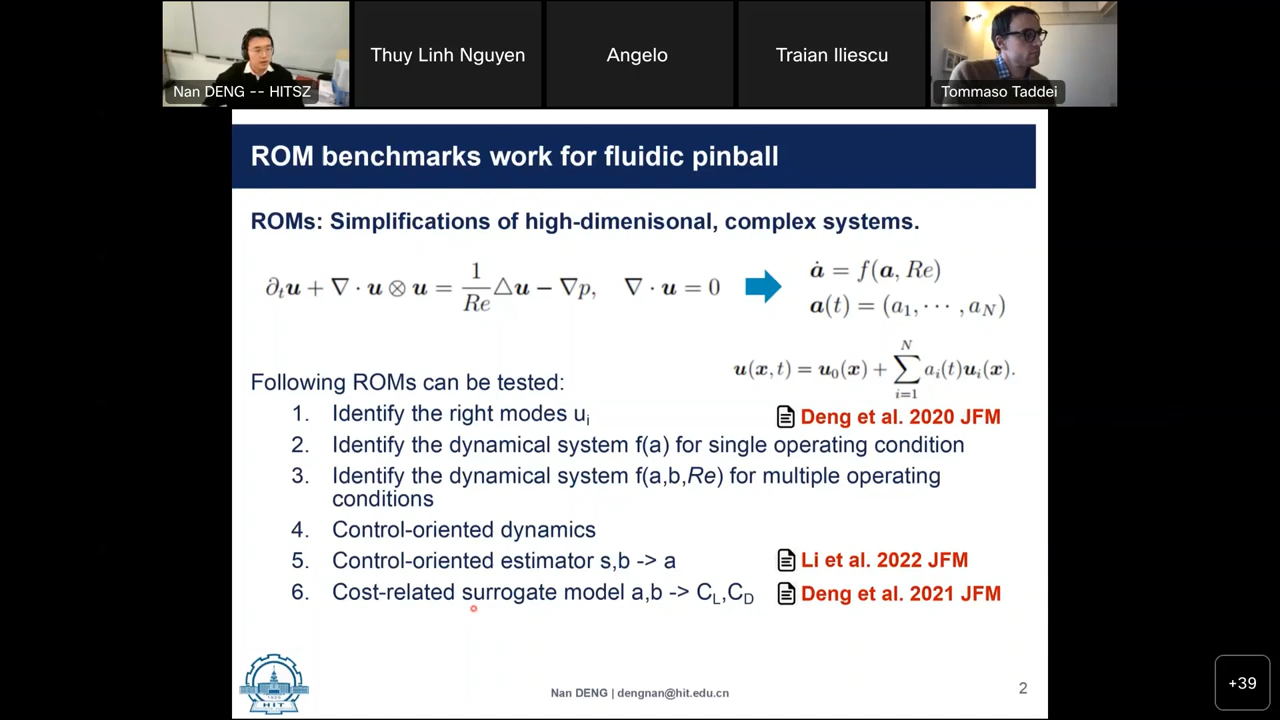 Nan DENG -- HITSZ
Thuy Linh Nguyen
Angelo
Traian Iliescu
Tommaso Taddei
ROM benchmarks work for fluidic pinball
ROMs: Simplifications of high-dimenisonal, complex systems.
∂ₜu + ∇ · u ⊗ u = 1/Re △u − ∇p, ∇ · u = 0
ȧ = f(a, Re)
a(t) = (a₁, · · · , a_N)
u(x, t) = u₀(x) + ∑_{i=1}^{N} aᵢ(t)uᵢ(x).
Following ROMs can be tested:
1. Identify the right modes uᵢ
Deng et al. 2020 JFM
2. Identify the dynamical system f(a) for single operating condition
3. Identify the dynamical system f(a,b,Re) for multiple operating
conditions
4. Control-oriented dynamics
5. Control-oriented estimator s,b -> a
Li et al. 2022 JFM
6. Cost-related surrogate model a,b -> C_L,C_D
Deng et al. 2021 JFM
HIT
Nan DENG | dengnan@hit.edu.cn
2
+39